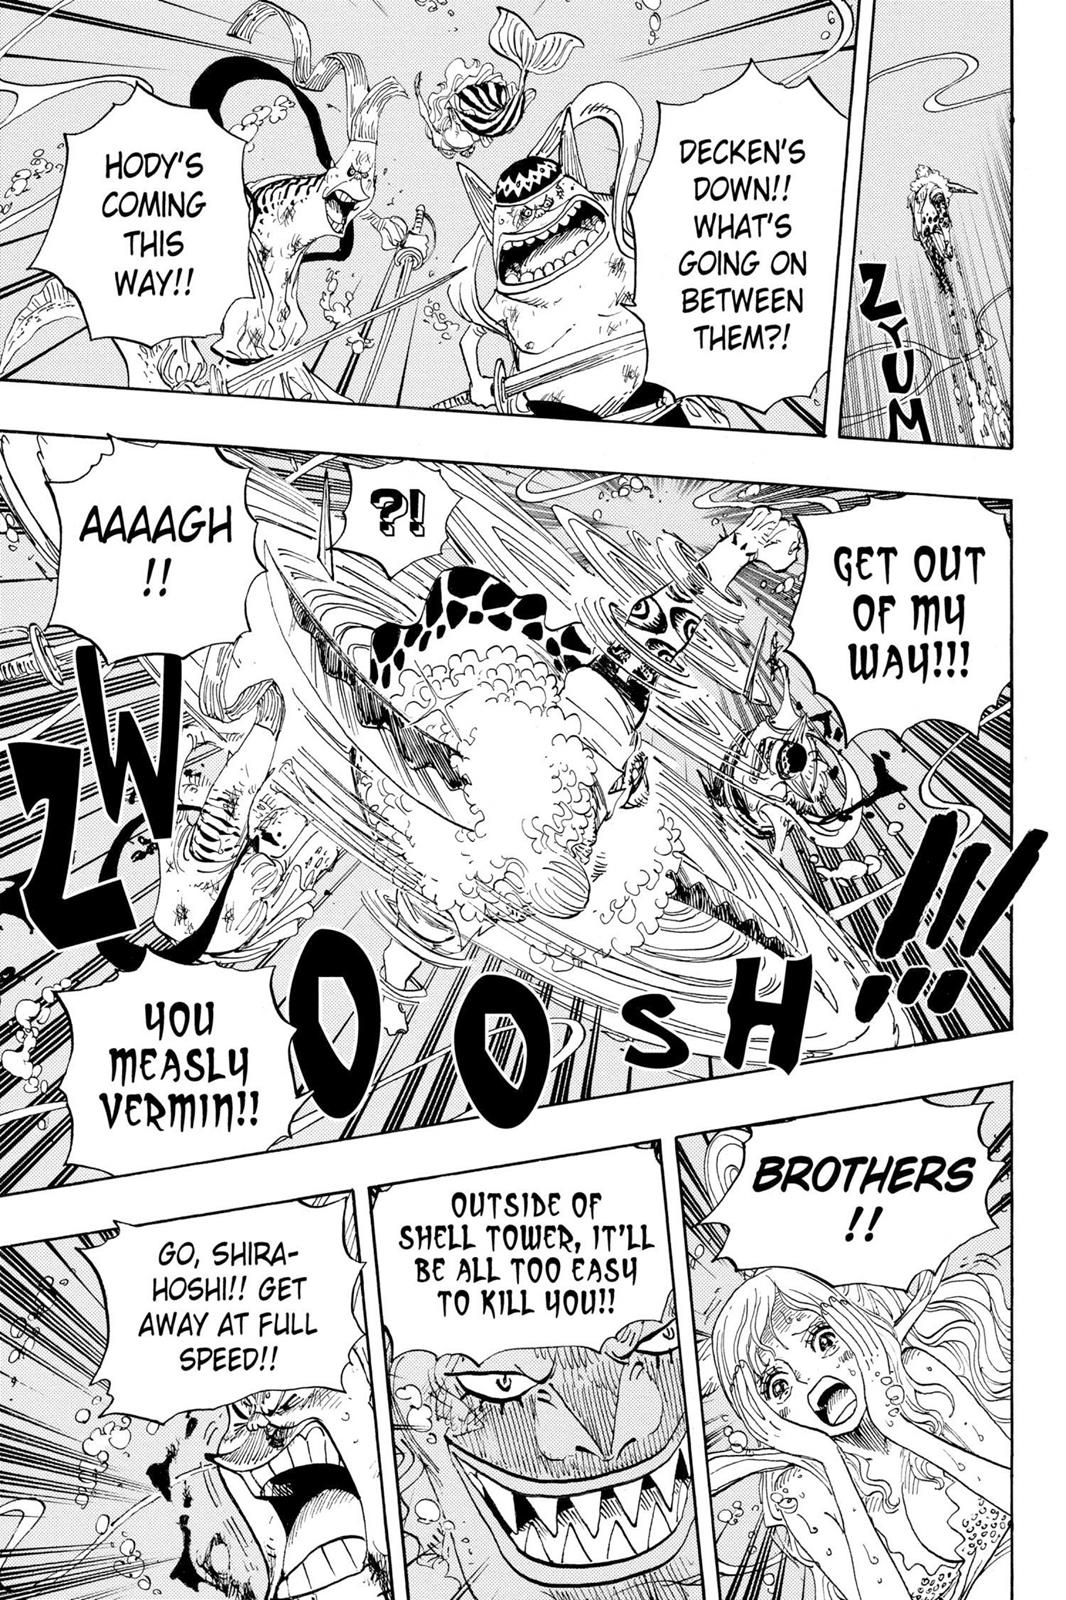 ZYUM
DECKEN'S
DOWN!!
WHAT'S
GOING ON
BETWEEN
THEM?!
HODY'S
COMING
THIS
WAY!!
GET OUT
OF MY
WAY!!!
?!
AAAAGH
!!
ZWOOOSH!!!
YOU
MEASLY
VERMIN!!
BROTHERS
!!
OUTSIDE OF
SHELL TOWER, IT'LL
BE ALL TOO EASY
TO KILL YOU!!
GO, SHIRA-
HOSHI!! GET
AWAY AT FULL
SPEED!!